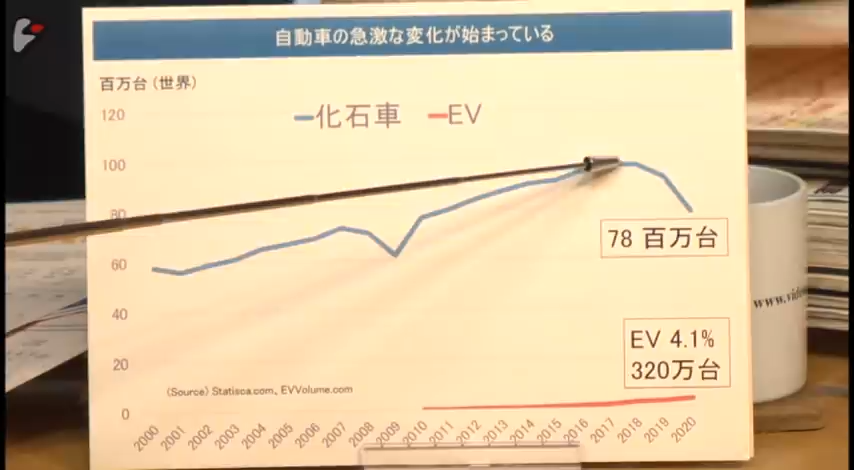 自動車の急激な変化が始まっている
百万台（世界）
120
化石車 EV
100
80
78 百万台
60
40
EV 4.1%
320万台
20
（Source）Statisca.com、EVVolume.com
0
2000 2001 2002 2003 2004 2005 2006 2007 2008 2009 2010 2011 2012 2013 2014 2015 2016 2017 2018 2019 2020